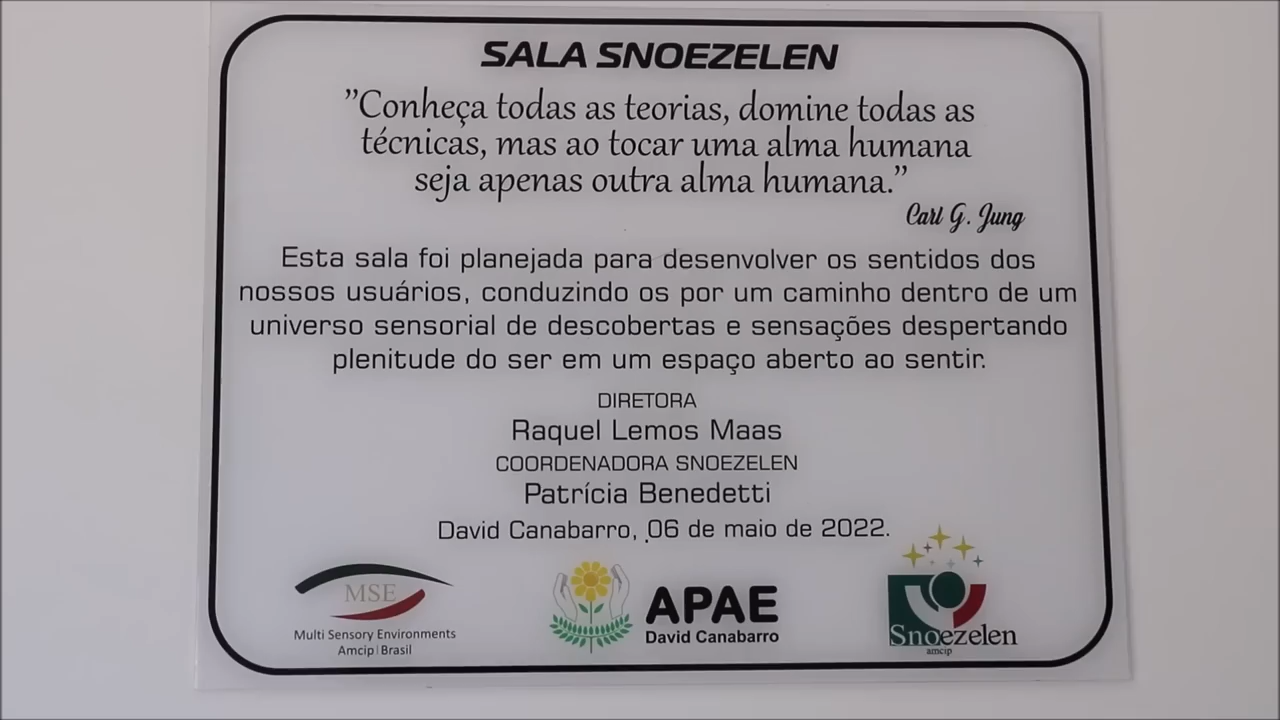 SALA SNOEZELEN
”Conheça todas as teorias, domine todas as
técnicas, mas ao tocar uma alma humana
seja apenas outra alma humana.”
Carl G. Jung
Esta sala foi planejada para desenvolver os sentidos dos
nossos usuários, conduzindo os por um caminho dentro de um
universo sensorial de descobertas e sensações despertando
plenitude do ser em um espaço aberto ao sentir.
DIRETORA
Raquel Lemos Maas
COORDENADORA SNOEZELEN
Patrícia Benedetti
David Canabarro, 06 de maio de 2022.
MSE
Multi Sensory Environments
Amcip | Brasil
APAE
David Canabarro
Snoezelen
amcip